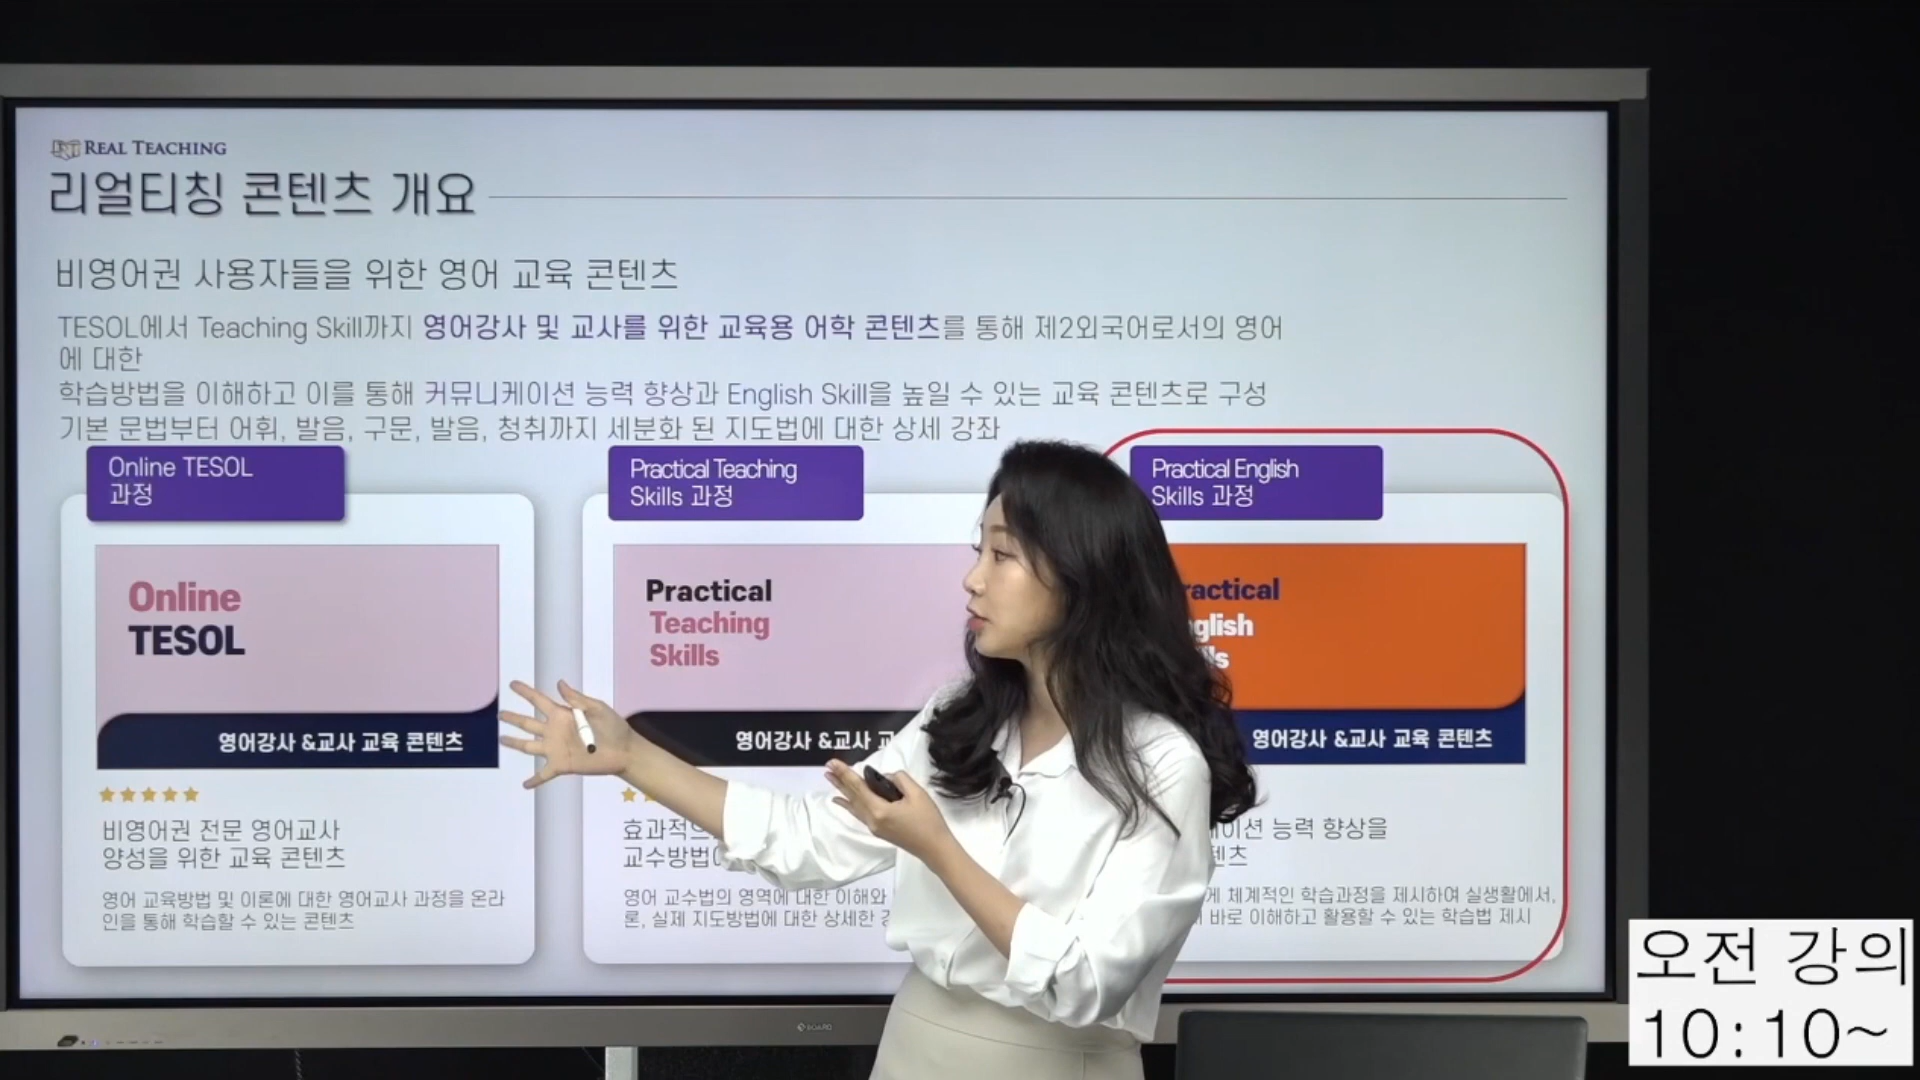 REAL TEACHING
리얼티칭 콘텐츠 개요
비영어권 사용자들을 위한 영어 교육 콘텐츠
TESOL에서 Teaching Skill까지 영어강사 및 교사를 위한 교육용 어학 콘텐츠를 통해 제2외국어로서의 영어
에 대한
학습방법을 이해하고 이를 통해 커뮤니케이션 능력 향상과 English Skill을 높일 수 있는 교육 콘텐츠로 구성
기본 문법부터 어휘, 발음, 구문, 발음, 청취까지 세분화 된 지도법에 대한 상세 강좌
Online TESOL
과정
Online
TESOL
영어강사 &교사 교육 콘텐츠
비영어권 전문 영어교사
양성을 위한 교육 콘텐츠
영어 교육방법 및 이론에 대한 영어교사 과정을 온라
인을 통해 학습할 수 있는 콘텐츠
Practical Teaching
Skills 과정
Practical
Teaching
Skills
영어강사 &교사 교
효과적으
교수방법에
영어 교수법의 영역에 대한 이해와
론, 실제 지도방법에 대한 상세한
Practical English
Skills 과정
ractical
glish
ls
영어강사 &교사 교육 콘텐츠
이션 능력 향상을
텐츠
게 체계적인 학습과정을 제시하여 실생활에서,
바로 이해하고 활용할 수 있는 학습법 제시
오전 강의
10:10~